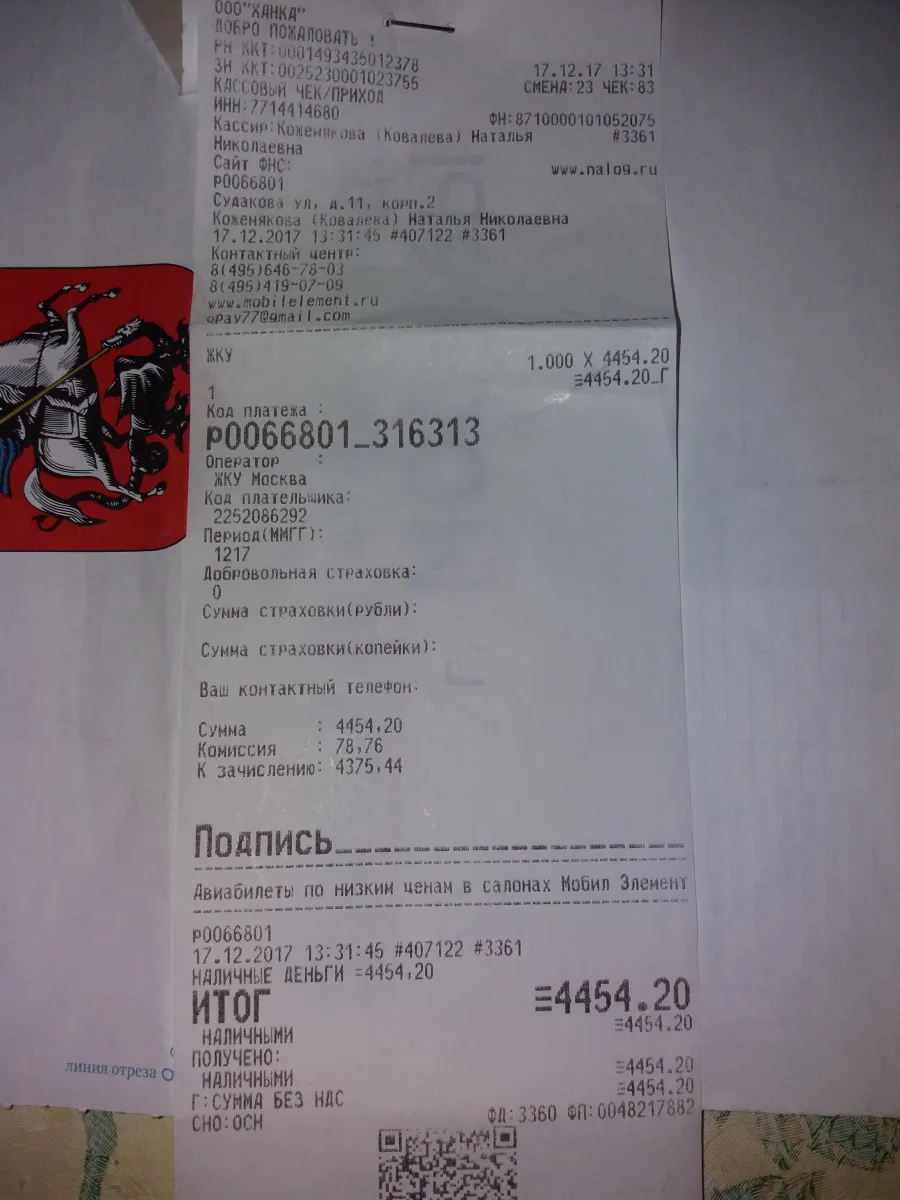 ООО"ХАНКА"
ДОБРО ПОЖАЛОВАТЬ !
РН ККТ:0001493435012378
ЗН ККТ:0025230001023755
17.12.17 13:31
КАССОВЫЙ ЧЕК/ПРИХОД
СМЕНА:23 ЧЕК:83
ИНН:7714414680
ФН:8710000101052075
Кассир:Кожемякова (Ковалева) Наталья #3361
Николаевна
Сайт ФНС: www.nalog.ru
р0066801
Судакова ул, д.11, корп.2
Кожемякова (Ковалева) Наталья Николаевна
17.12.2017 13:31:45 #407122 #3361
Контактный центр:
8(495)646-78-03
8(495)419-07-09
www.mobilelement.ru
qpay77@gmail.com
ЖКУ 1.000 X 4454.20
≡4454.20_Г
1
Код платежа :
р0066801_316313
Оператор :
ЖКУ Москва
Код плательшика:
2252086292
Период(ММГГ):
1217
Добровольная страховка:
0
Сумма страховки(рубли):
Сумма страховки(копейки):
Ваш контактный телефон:
Сумма : 4454,20
Комиссия : 78,76
К зачислению: 4375,44
Подпись
Авиабилеты по низким ценам в салонах Мобил Элемент
р0066801
17.12.2017 13:31:45 #407122 #3361
НАЛИЧНЫЕ ДЕНЬГИ =4454,20
ИТОГ ≡4454.20
НАЛИЧНЫМИ ≡4454.20
ПОЛУЧЕНО:
НАЛИЧНЫМИ ≡4454.20
Г:СУММА БЕЗ НДС ≡4454.20
СНО:ОСН ФД:3360 ФП:0048217882
линия отреза